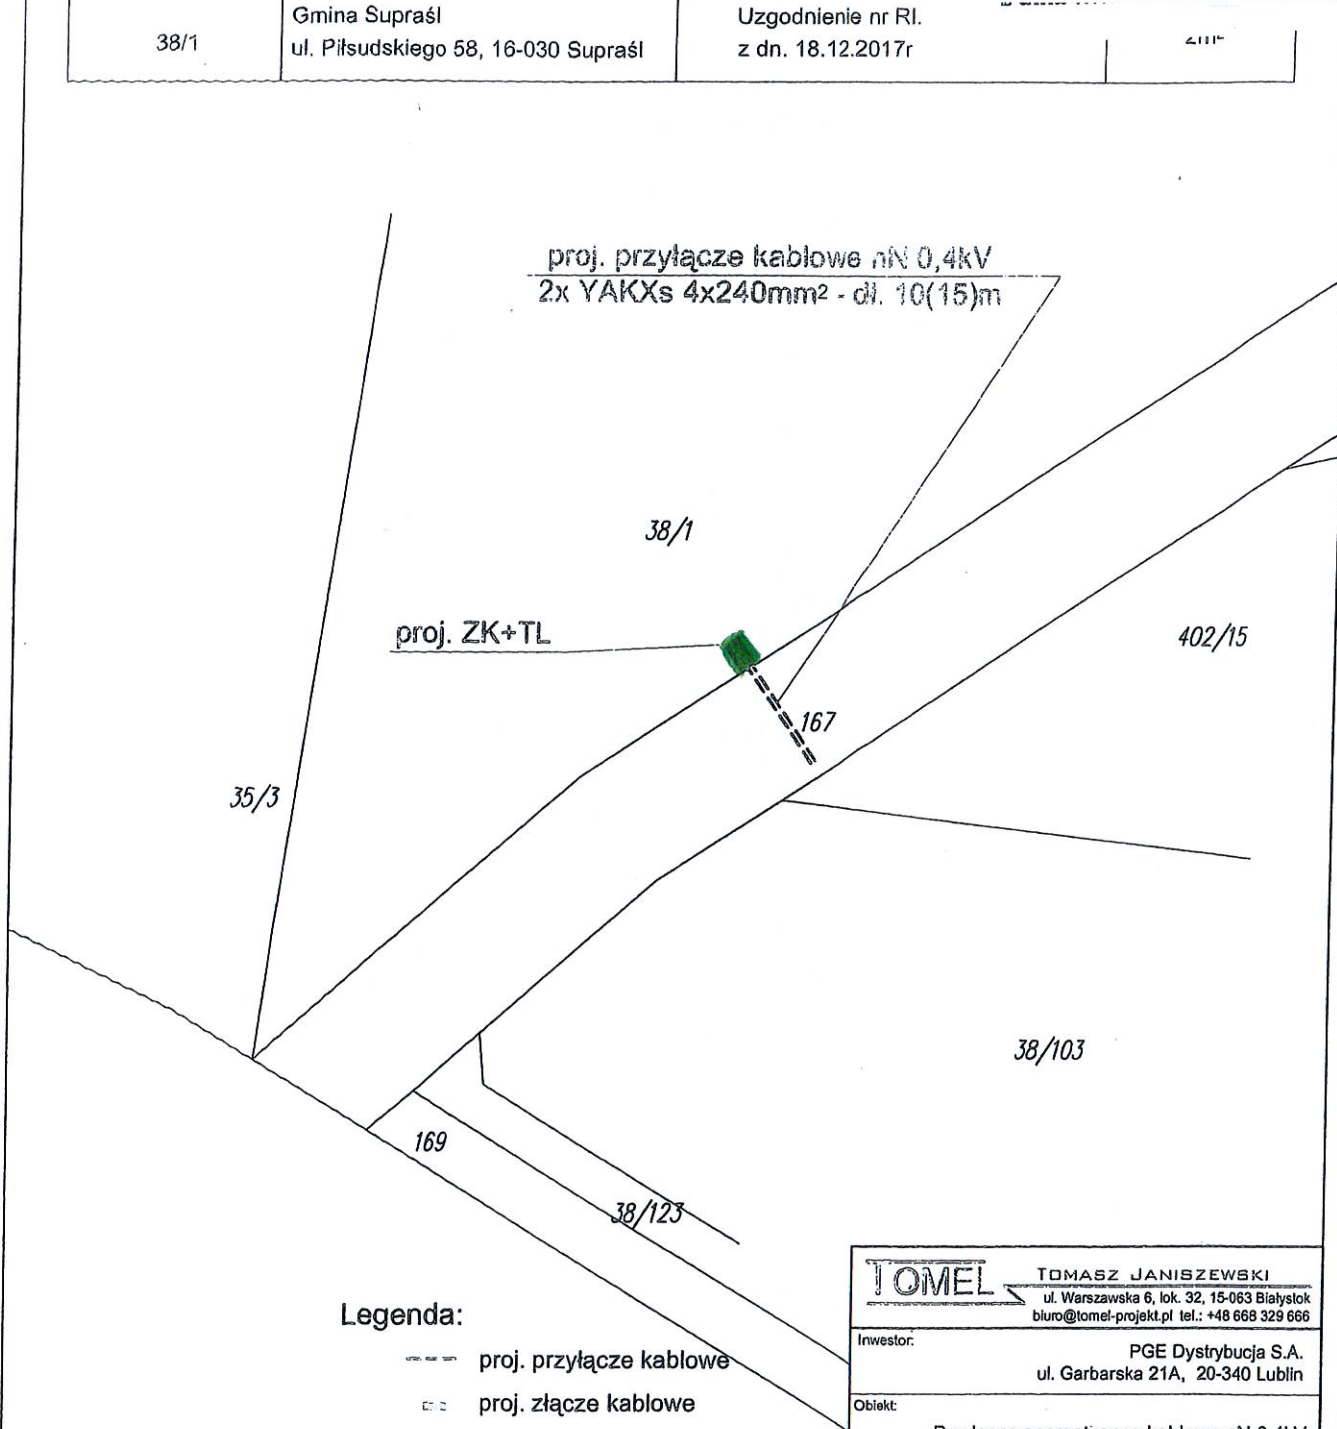 38/1
Gmina Supraśl
ul. Piłsudskiego 58, 16-030 Supraśl
Uzgodnienie nr RI.
z dn. 18.12.2017r
2m²
proj. przyłącze kablowe nN 0,4kV
2x YAKXs 4x240mm² - dł. 10(15)m
38/1
proj. ZK+TL
402/15
167
35/3
38/103
169
38/123
Legenda:
proj. przyłącze kablowe
proj. złącze kablowe
TOMEL
TOMASZ JANISZEWSKI
ul. Warszawska 6, lok. 32, 15-063 Białystok
biuro@tomel-projekt.pl tel.: +48 668 329 666
Inwestor:
PGE Dystrybucja S.A.
ul. Garbarska 21A, 20-340 Lublin
Obiekt: